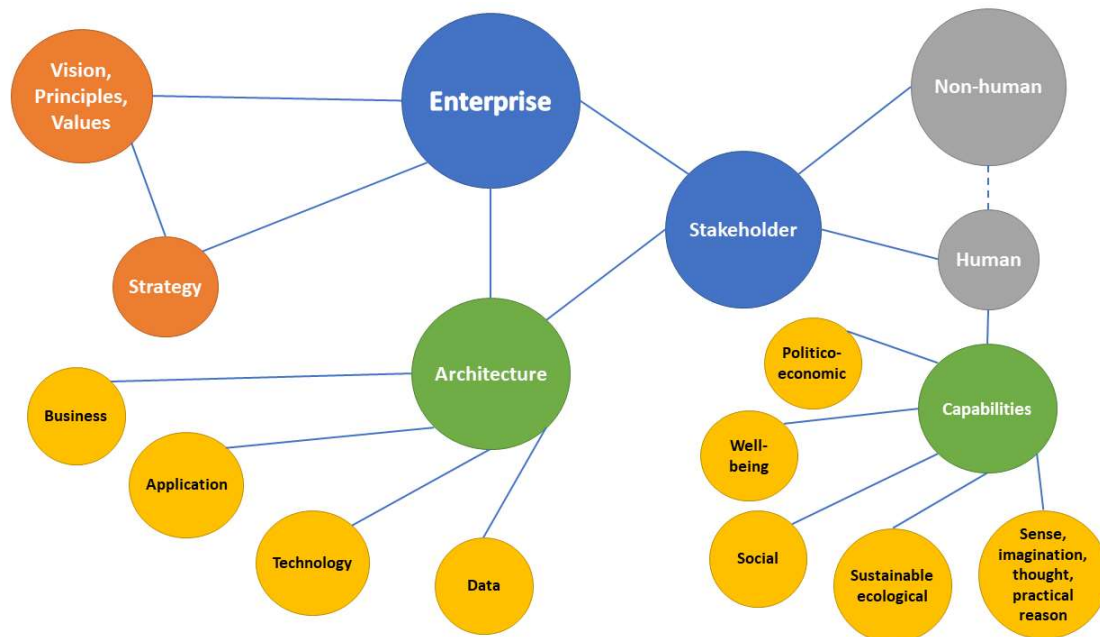 Vision,
Principles,
Values
Enterprise
Non-human
Stakeholder
Human
Strategy
Architecture
Politico-
economic
Capabilities
Business
Well-
being
Application
Technology
Data
Social
Sustainable
ecological
Sense,
imagination,
thought,
practical
reason